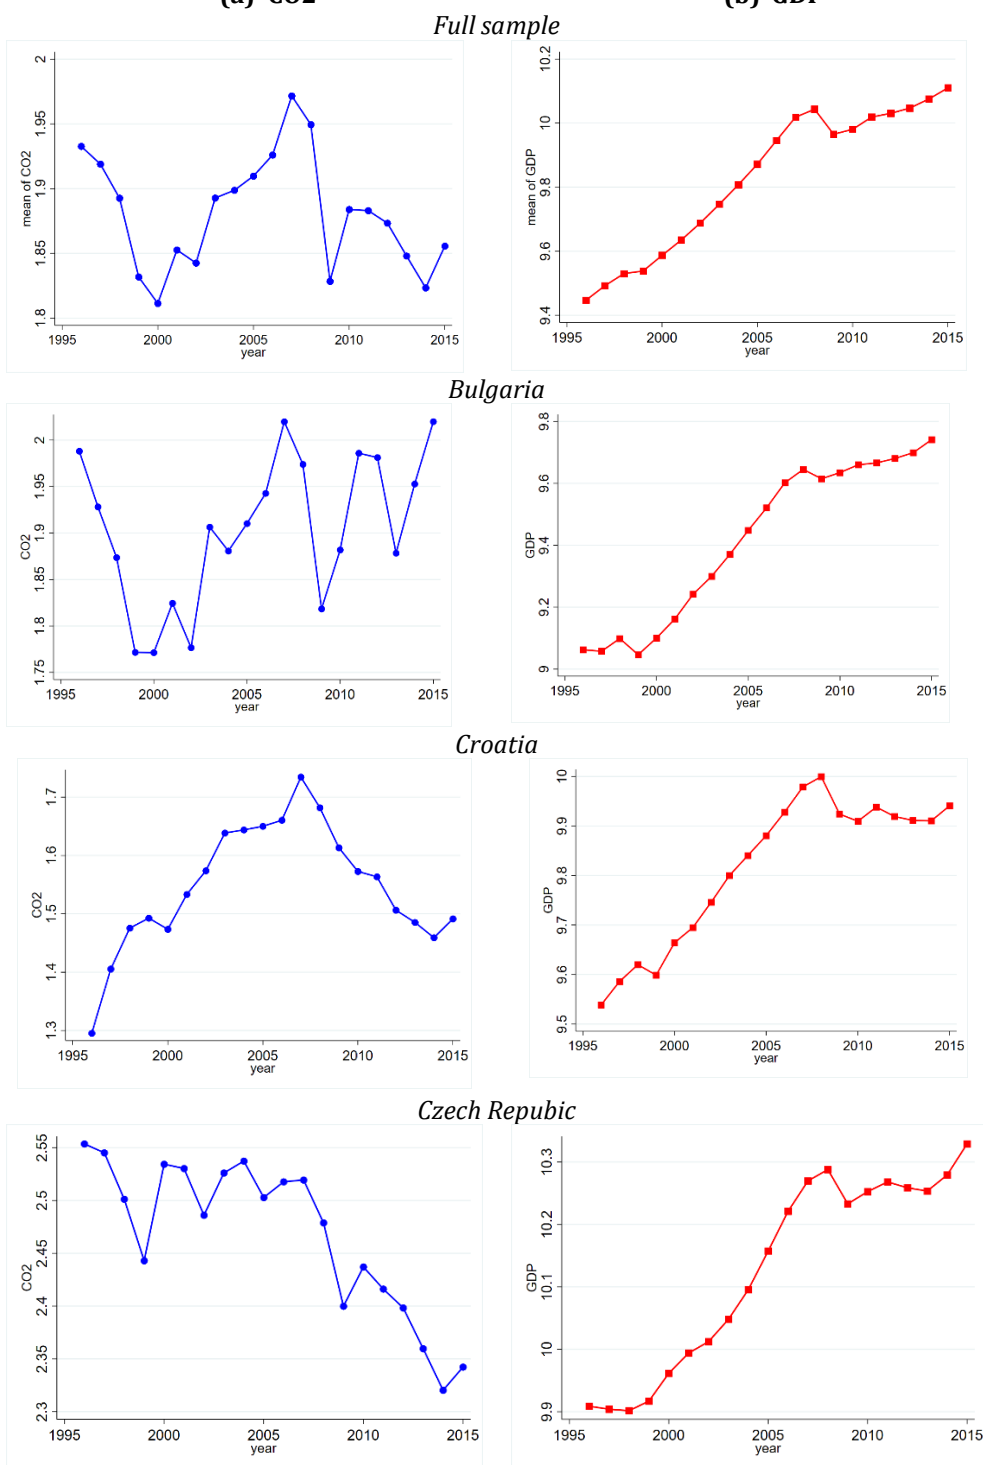 (a) CO2 (b) GDP
Full sample
2
1.95
1.9
1.85
1.8
mean of CO2
1995 2000 2005 2010 2015
year
10.2
10
9.8
9.6
9.4
mean of GDP
1995 2000 2005 2010 2015
year
Bulgaria
2
1.95
1.9
1.85
1.8
1.75
CO2
1995 2000 2005 2010 2015
year
9.8
9.6
9.4
9.2
9
GDP
1995 2000 2005 2010 2015
year
Croatia
1.7
1.6
1.5
1.4
1.3
CO2
1995 2000 2005 2010 2015
year
10
9.9
9.8
9.7
9.6
9.5
GDP
1995 2000 2005 2010 2015
year
Czech Repubic
2.55
2.5
2.45
2.4
2.35
2.3
CO2
1995 2000 2005 2010 2015
year
10.3
10.2
10.1
10
9.9
GDP
1995 2000 2005 2010 2015
year